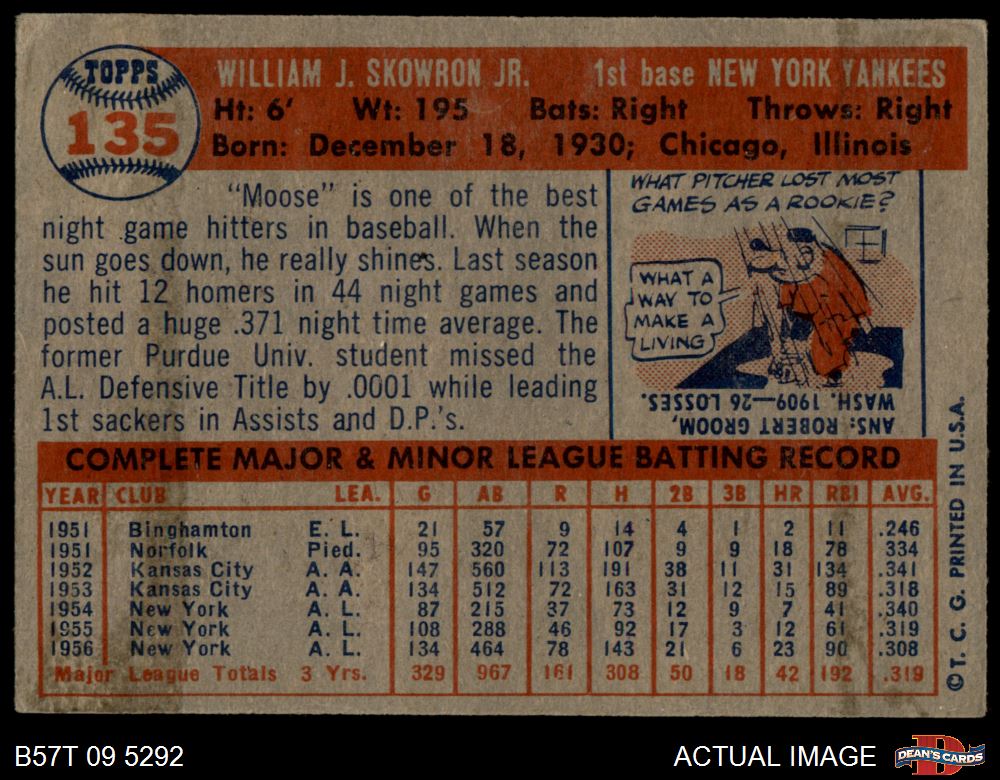 TOPPS
135
WILLIAM J. SKOWRON JR. 1st base NEW YORK YANKEES
Ht: 6' Wt: 195 Bats: Right Throws: Right
Born: December 18, 1930; Chicago, Illinois
"Moose" is one of the best
night game hitters in baseball. When the
sun goes down, he really shines. Last season
he hit 12 homers in 44 night games and
posted a huge .371 night time average. The
former Purdue Univ. student missed the
A.L. Defensive Title by .0001 while leading
1st sackers in Assists and D.P.'s.
WHAT PITCHER LOST MOST
GAMES AS A ROOKIE?
WHAT A
WAY TO
MAKE A
LIVING
ANS: ROBERT GROOM,
WASH. 1909—26 LOSSES.
COMPLETE MAJOR & MINOR LEAGUE BATTING RECORD
YEAR CLUB LEA. G AB R H 2B 3B HR RBI AVG.
1951 Binghamton E. L. 21 57 9 14 4 1 2 11 .246
1951 Norfolk Pied. 95 320 72 107 9 9 18 78 334
1952 Kansas City A. A. 147 560 113 191 38 11 31 134 .341
1953 Kansas City A. A. 134 512 72 163 31 12 15 89 .318
1954 New York A. L. 87 215 37 73 12 9 7 41 .340
1955 New York A. L. 108 288 46 92 17 3 12 61 .319
1956 New York A. L. 134 464 78 143 21 6 23 90 .308
Major League Totals 3 Yrs. 329 967 161 308 50 18 42 192 .319
© T. C. G. PRINTED IN U.S.A.
B57T 09 5292
ACTUAL IMAGE
DEAN'S CARDS